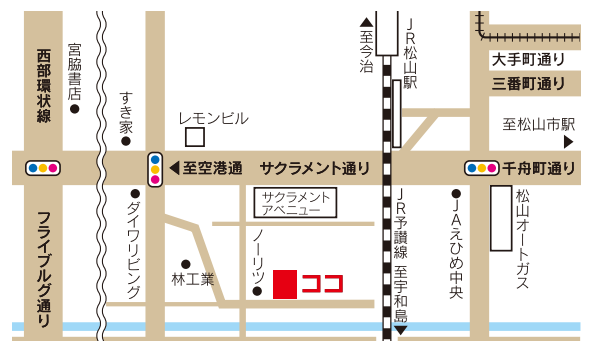 西部環状線
宮脇書店
すき家
レモンビル
至今治
JR松山駅
大手町通り
三番町通り
至松山市駅
至空港通
サクラメント通り
千舟町通り
フライブルグ通り
ダイワリビング
林工業
ノーリツ
サクラメント
アベニュー
ココ
JR予讃線 至宇和島
JAえひめ中央
松山オートガス